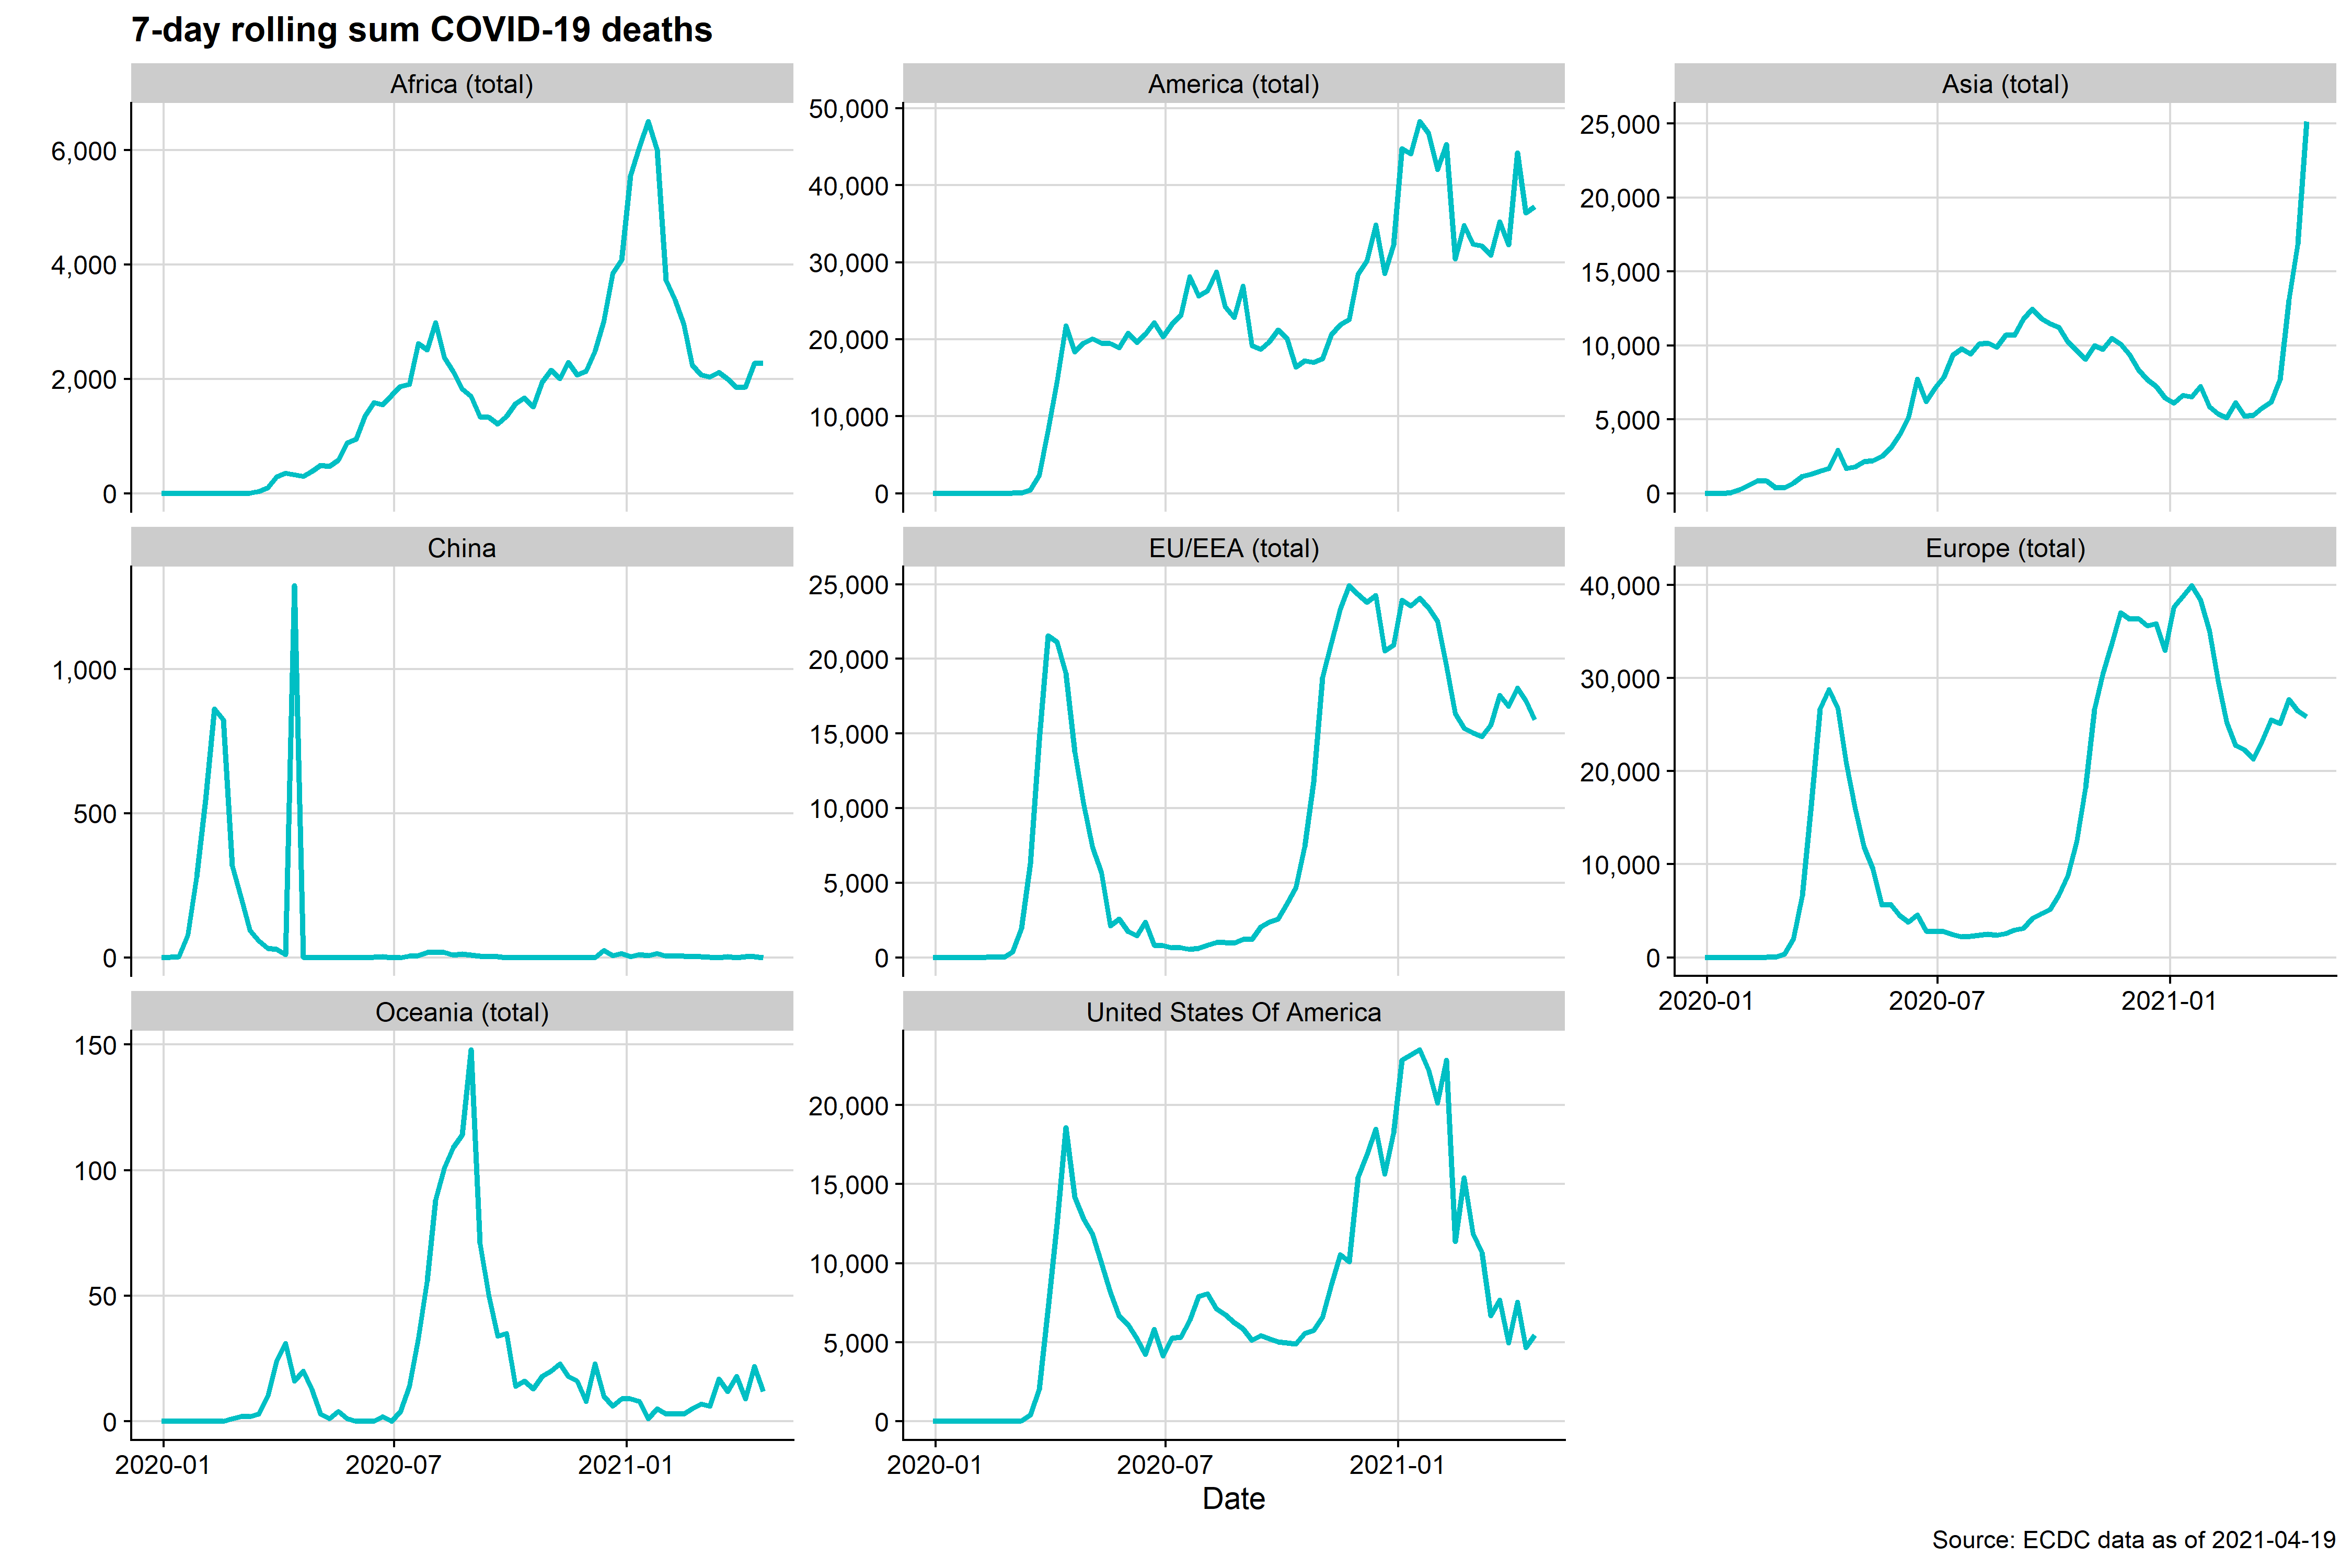 7-day rolling sum COVID-19 deaths
Africa (total)
6,000
4,000
2,000
0
America (total)
50,000
40,000
30,000
20,000
10,000
0
Asia (total)
25,000
20,000
15,000
10,000
5,000
0
China
1,000
500
0
EU/EEA (total)
25,000
20,000
15,000
10,000
5,000
0
Europe (total)
40,000
30,000
20,000
10,000
0
2020-01 2020-07 2021-01
Oceania (total)
150
100
50
0
2020-01 2020-07 2021-01
United States Of America
20,000
15,000
10,000
5,000
0
2020-01 2020-07 2021-01
Date
Source: ECDC data as of 2021-04-19